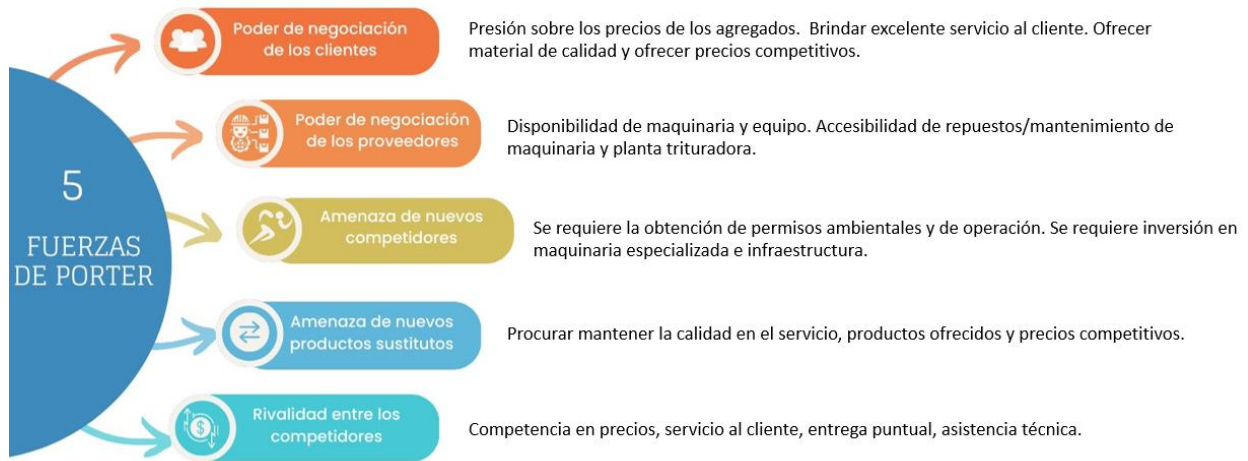 5
FUERZAS
DE PORTER
Poder de negociación
de los clientes
Presión sobre los precios de los agregados. Brindar excelente servicio al cliente. Ofrecer
material de calidad y ofrecer precios competitivos.
Poder de negociación
de los proveedores
Disponibilidad de maquinaria y equipo. Accesibilidad de repuestos/mantenimiento de
maquinaria y planta trituradora.
Amenaza de nuevos
competidores
Se requiere la obtención de permisos ambientales y de operación. Se requiere inversión en
maquinaria especializada e infraestructura.
Amenaza de nuevos
productos sustitutos
Procurar mantener la calidad en el servicio, productos ofrecidos y precios competitivos.
Rivalidad entre los
competidores
Competencia en precios, servicio al cliente, entrega puntual, asistencia técnica.